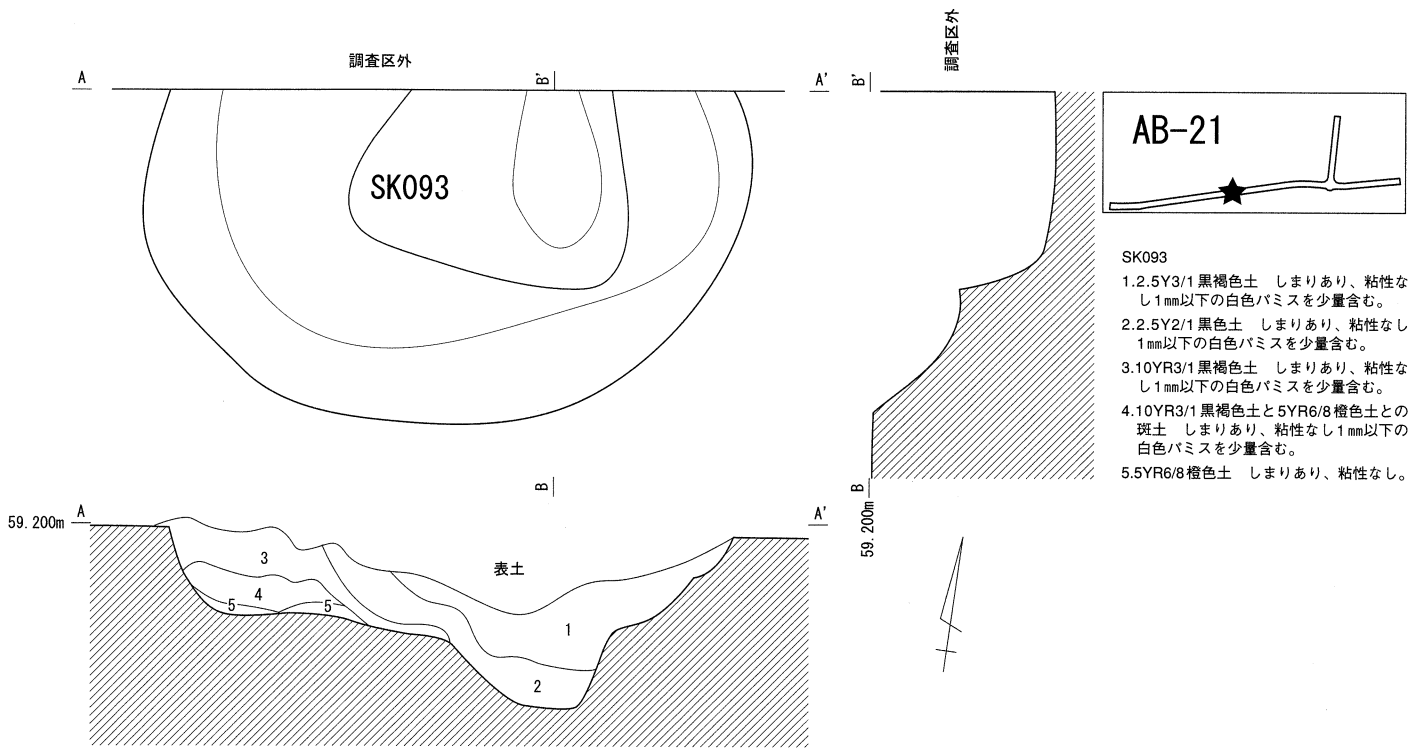 調査区外
A
B'
A'
SK093
B
B'
調査区外
B
59.200m
AB-21
SK093
1.2.5Y3/1黒褐色土　しまりあり、粘性な
し1mm以下の白色パミスを少量含む。
2.2.5Y2/1黒色土　しまりあり、粘性なし
1mm以下の白色パミスを少量含む。
3.10YR3/1黒褐色土　しまりあり、粘性な
し1mm以下の白色パミスを少量含む。
4.10YR3/1黒褐色土と5YR6/8橙色土との
斑土　しまりあり、粘性なし1mm以下の
白色パミスを少量含む。
5.5YR6/8橙色土　しまりあり、粘性なし。
59.200m
A
A'
表土
3
4
5
5
1
2